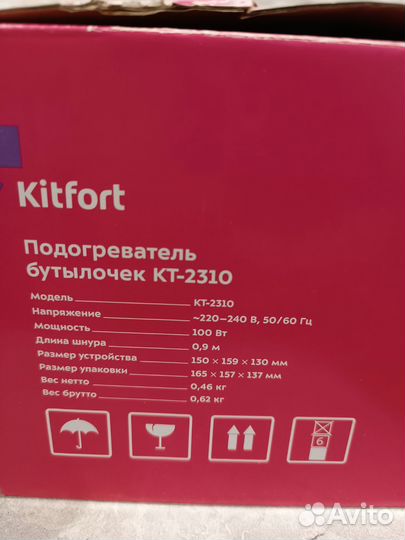 Kitfort
Подогреватель
бутылочек КТ-2310
Модель КТ-2310
Напряжение ~220–240 В, 50/60 Гц
Мощность 100 Вт
Длина шнура 0,9 м
Размер устройства 150 × 159 × 130 мм
Размер упаковки 165 × 157 × 137 мм
Вес нетто 0,46 кг
Вес брутто 0,62 кг
6
Avito